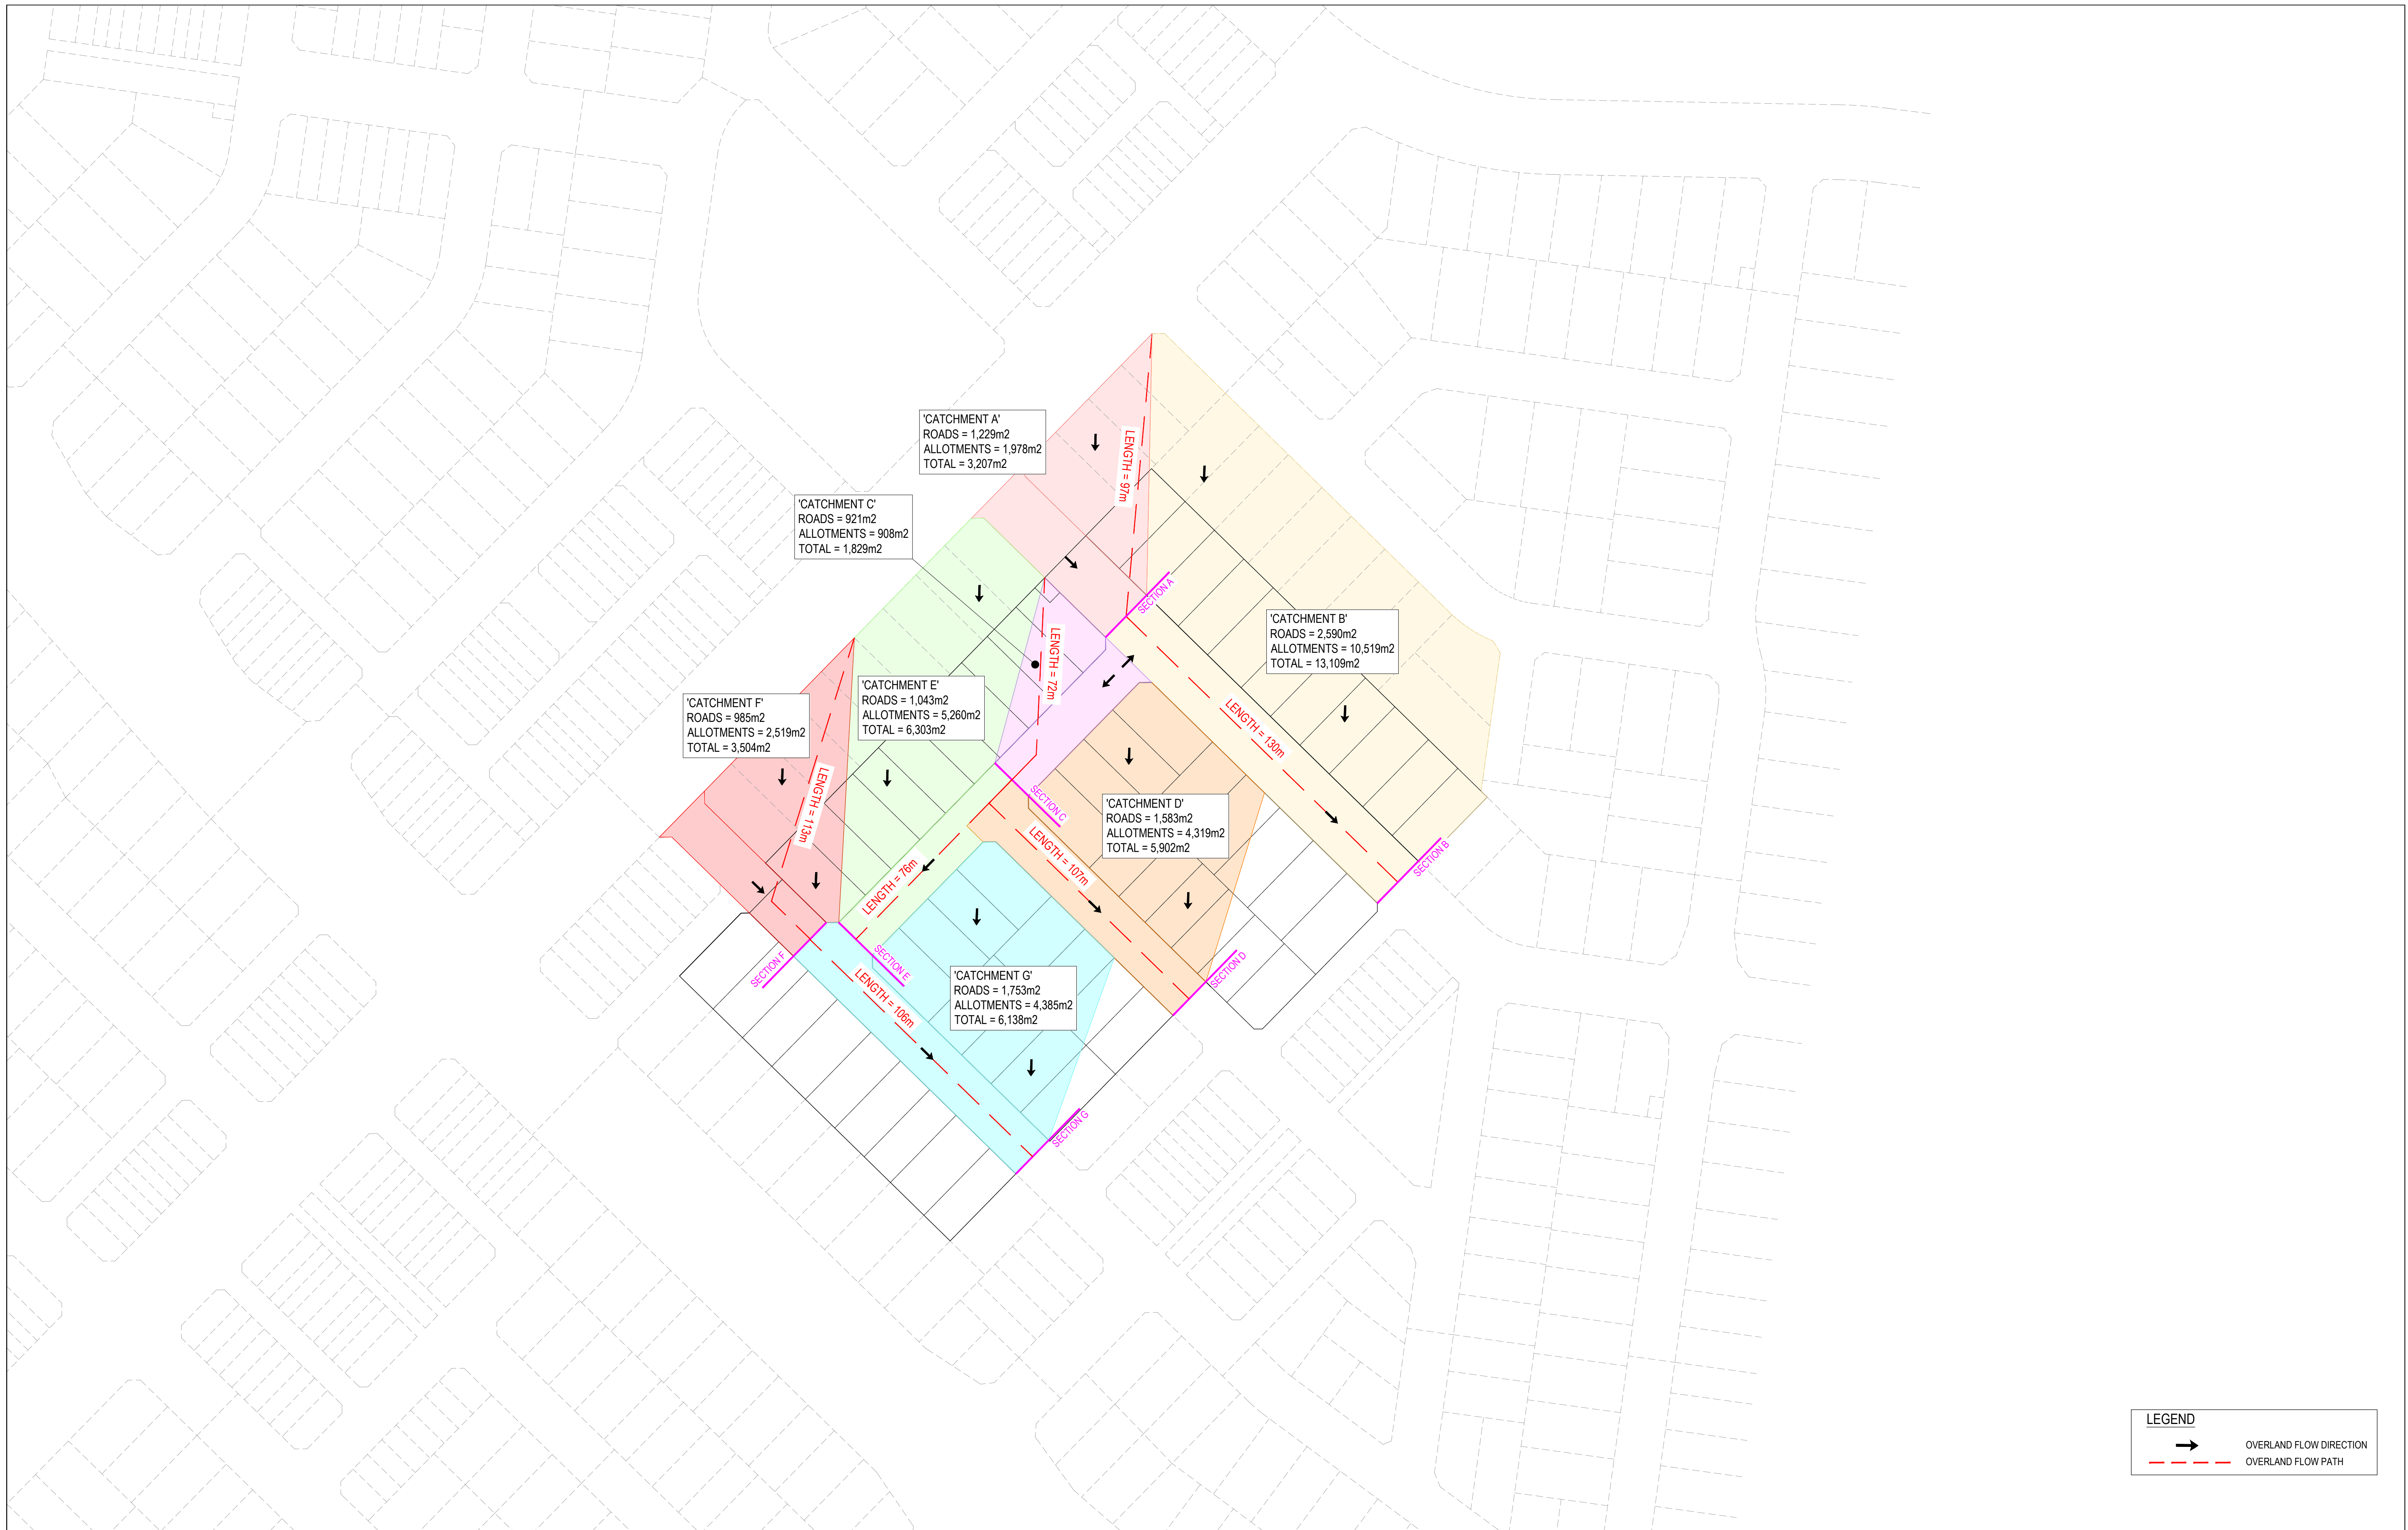 'CATCHMENT A'
ROADS = 1,229m2
ALLOTMENTS = 1,978m2
TOTAL = 3,207m2
LENGTH = 97m
'CATCHMENT C'
ROADS = 921m2
ALLOTMENTS = 908m2
TOTAL = 1,829m2
SECTION A
'CATCHMENT B'
ROADS = 2,590m2
ALLOTMENTS = 10,519m2
TOTAL = 13,109m2
LENGTH = 72m
'CATCHMENT E'
ROADS = 1,043m2
ALLOTMENTS = 5,260m2
TOTAL = 6,303m2
'CATCHMENT F'
ROADS = 985m2
ALLOTMENTS = 2,519m2
TOTAL = 3,504m2
LENGTH = 130m
LENGTH = 113m
SECTION C
'CATCHMENT D'
ROADS = 1,583m2
ALLOTMENTS = 4,319m2
TOTAL = 5,902m2
LENGTH = 107m
SECTION B
LENGTH = 76m
SECTION F
SECTION E
SECTION D
LENGTH = 106m
'CATCHMENT G'
ROADS = 1,753m2
ALLOTMENTS = 4,385m2
TOTAL = 6,138m2
SECTION G
LEGEND
OVERLAND FLOW DIRECTION
OVERLAND FLOW PATH